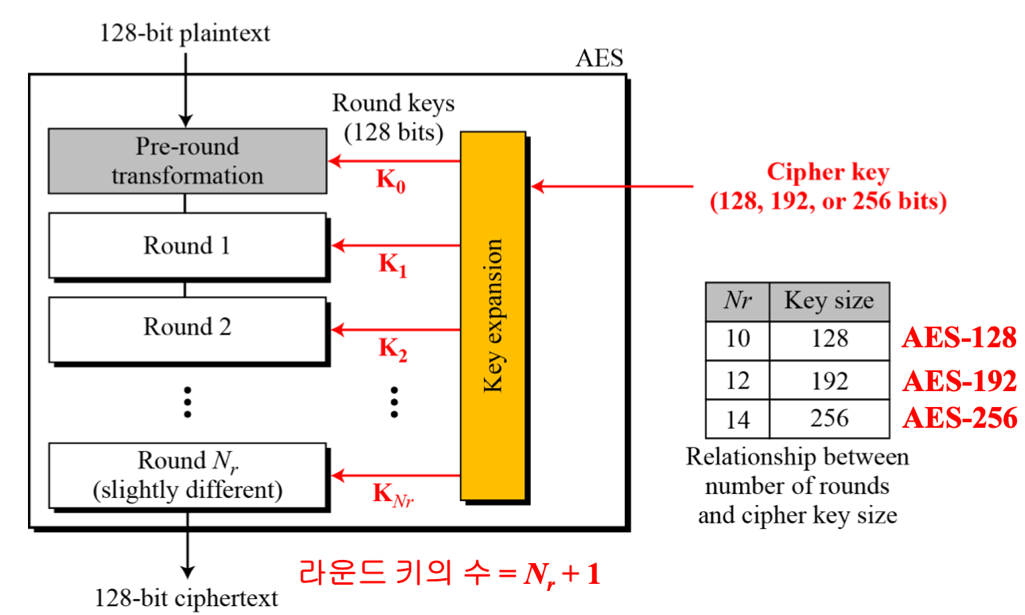 128-bit plaintext
AES
Round keys
(128 bits)
Pre-round
transformation
K0
Cipher key
(128, 192, or 256 bits)
Round 1
K1
Key expansion
Round 2
K2
Nr Key size
10 128 AES-128
12 192 AES-192
14 256 AES-256
Relationship between
number of rounds
and cipher key size
Round Nr
(slightly different)
KNr
128-bit ciphertext
라운드 키의 수 = Nr + 1